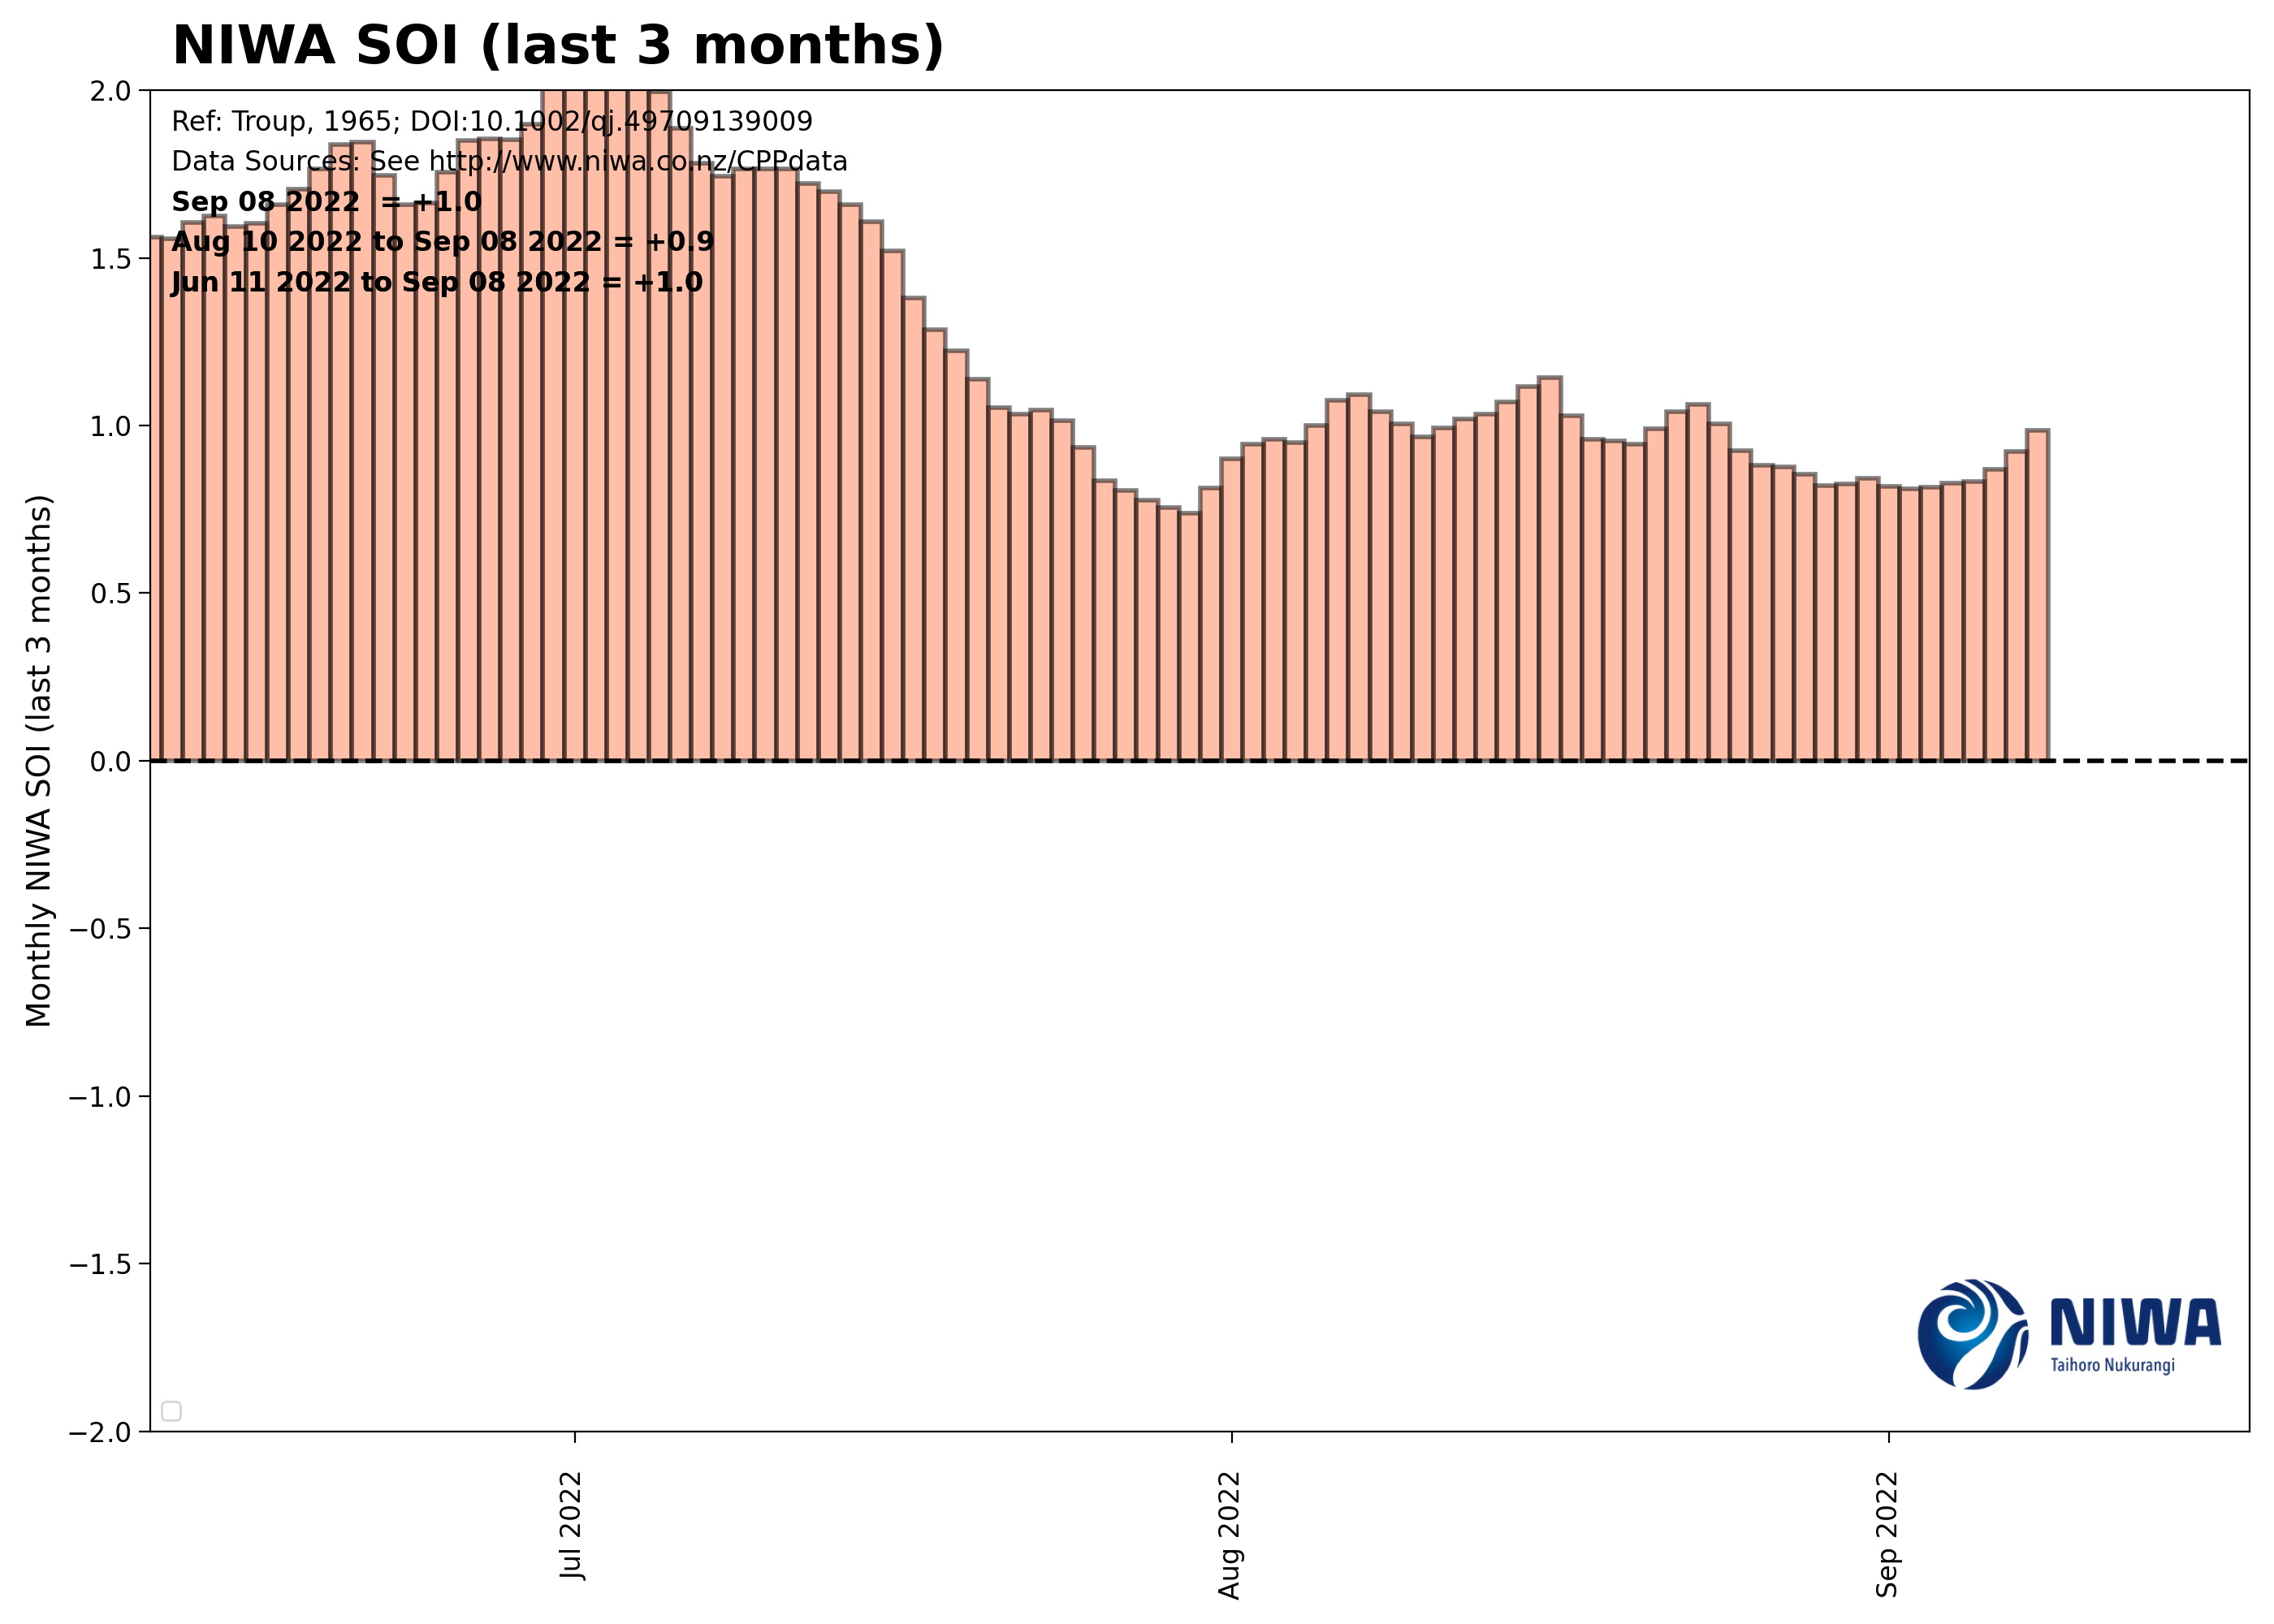 NIWA SOI (last 3 months)
Ref: Troup, 1965; DOI:10.1002/qj.49709139009
Data Sources: See http://www.niwa.co.nz/CPPdata
Sep 08 2022  = +1.0
Aug 10 2022 to Sep 08 2022 = +0.9
Jun 11 2022 to Sep 08 2022 = +1.0
Monthly NIWA SOI (last 3 months)
2.0
1.5
1.0
0.5
0.0
−0.5
−1.0
−1.5
−2.0
NIWA
Taihoro Nukurangi
Jul 2022
Aug 2022
Sep 2022